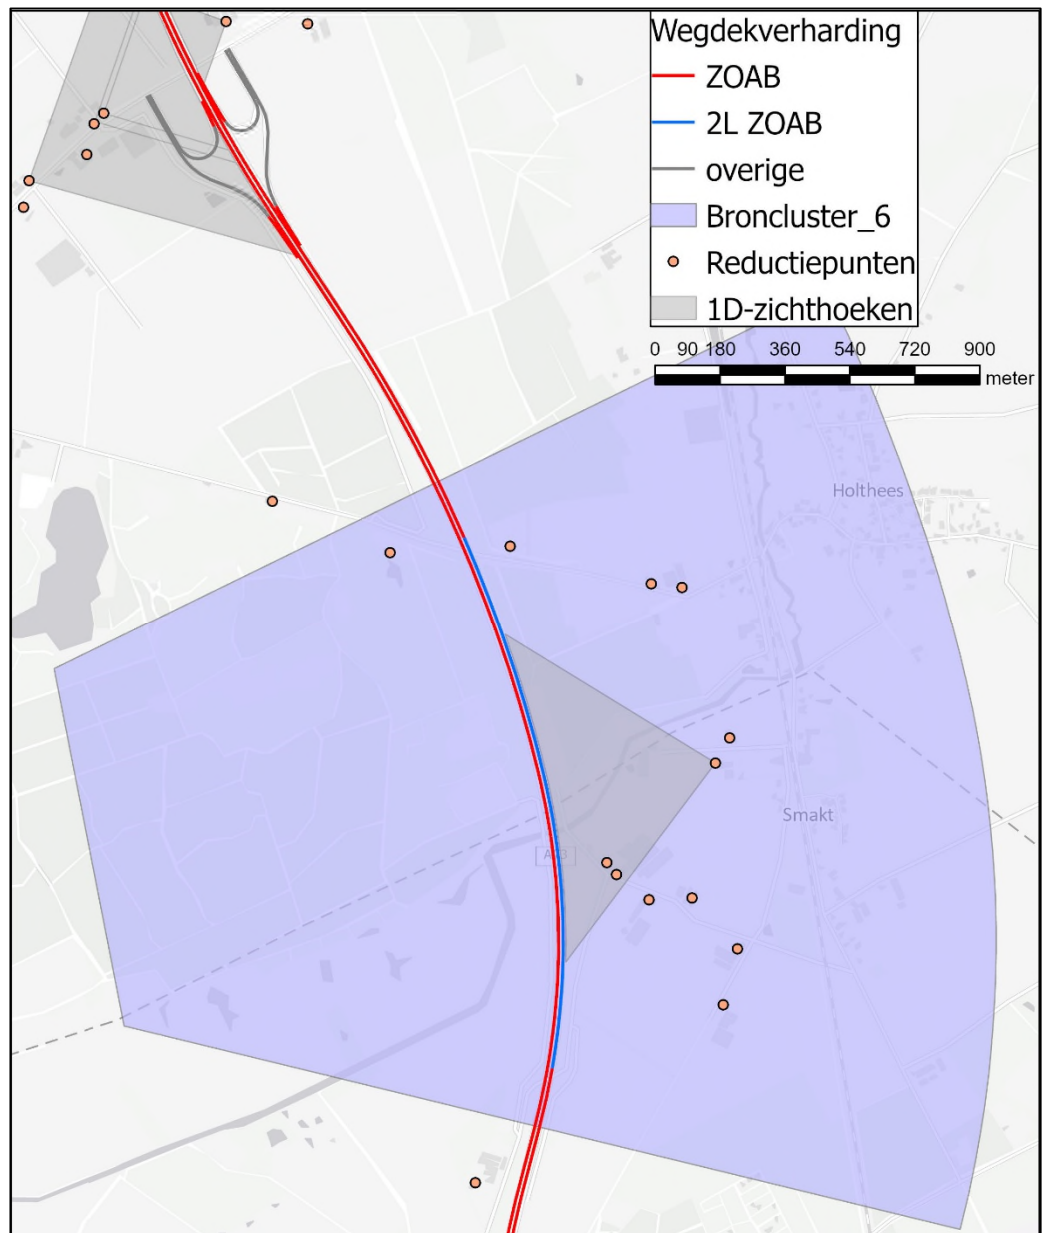 Wegdekverharding
ZOAB
2L ZOAB
overige
Broncluster_6
Reductiepunten
1D-zichthoeken
0 90 180 360 540 720 900
meter
Holthees
Smakt